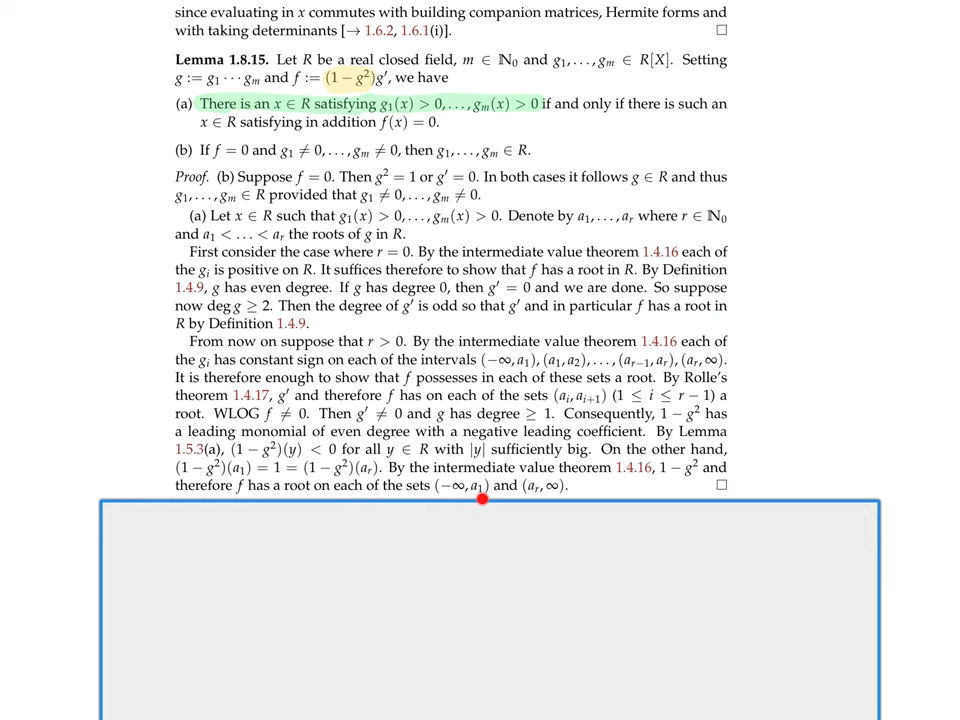 since evaluating in x commutes with building companion matrices, Hermite forms and
with taking determinants [→ 1.6.2, 1.6.1(i)]. □
Lemma 1.8.15. Let R be a real closed field, m ∈ ℕ₀ and g₁, . . . , gₘ ∈ R[X]. Setting
g := g₁ · · · gₘ and f := (1 − g²)g′, we have
(a) There is an x ∈ R satisfying g₁(x) > 0, . . . , gₘ(x) > 0 if and only if there is such an
x ∈ R satisfying in addition f(x) = 0.
(b) If f = 0 and g₁ ≠ 0, . . . , gₘ ≠ 0, then g₁, . . . , gₘ ∈ R.
Proof. (b) Suppose f = 0. Then g² = 1 or g′ = 0. In both cases it follows g ∈ R and thus
g₁, . . . , gₘ ∈ R provided that g₁ ≠ 0, . . . , gₘ ≠ 0.
(a) Let x ∈ R such that g₁(x) > 0, . . . , gₘ(x) > 0. Denote by a₁, . . . , aᵣ where r ∈ ℕ₀
and a₁ < . . . < aᵣ the roots of g in R.
First consider the case where r = 0. By the intermediate value theorem 1.4.16 each of
the gᵢ is positive on R. It suffices therefore to show that f has a root in R. By Definition
1.4.9, g has even degree. If g has degree 0, then g′ = 0 and we are done. So suppose
now deg g ≥ 2. Then the degree of g′ is odd so that g′ and in particular f has a root in
R by Definition 1.4.9.
From now on suppose that r > 0. By the intermediate value theorem 1.4.16 each of
the gᵢ has constant sign on each of the intervals (−∞, a₁), (a₁, a₂), . . . , (aᵣ₋₁, aᵣ), (aᵣ, ∞).
It is therefore enough to show that f possesses in each of these sets a root. By Rolle's
theorem 1.4.17, g′ and therefore f has on each of the sets (aᵢ, aᵢ₊₁) (1 ≤ i ≤ r − 1) a
root. WLOG f ≠ 0. Then g′ ≠ 0 and g has degree ≥ 1. Consequently, 1 − g² has
a leading monomial of even degree with a negative leading coefficient. By Lemma
1.5.3(a), (1 − g²)(y) < 0 for all y ∈ R with |y| sufficiently big. On the other hand,
(1 − g²)(a₁) = 1 = (1 − g²)(aᵣ). By the intermediate value theorem 1.4.16, 1 − g² and
therefore f has a root on each of the sets (−∞, a₁) and (aᵣ, ∞). □